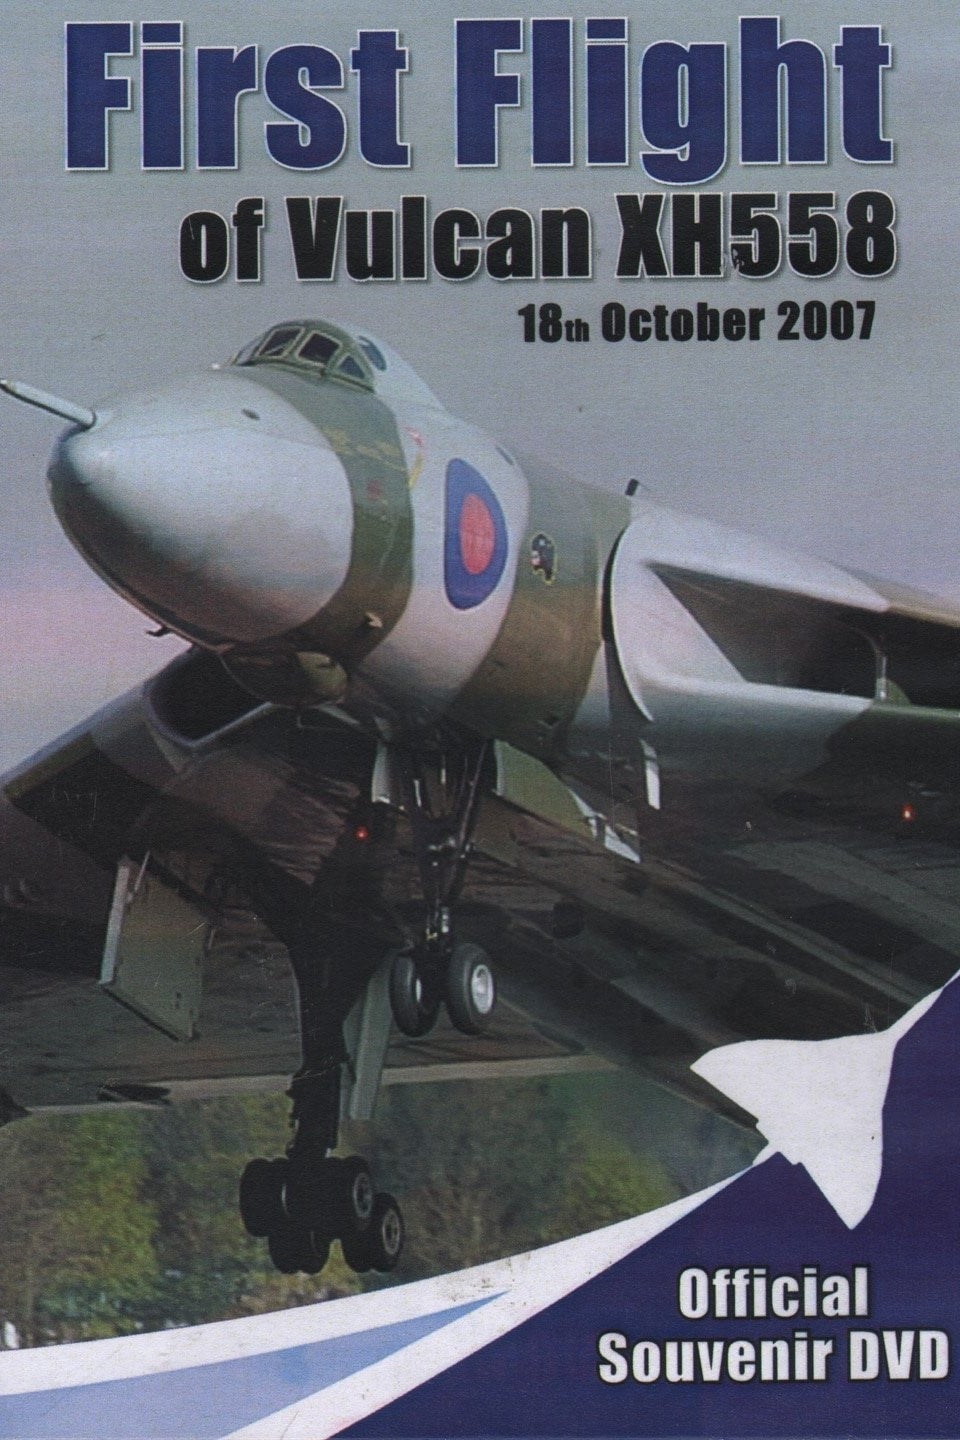 First Flight
of Vulcan XH558
18th October 2007
Official
Souvenir DVD